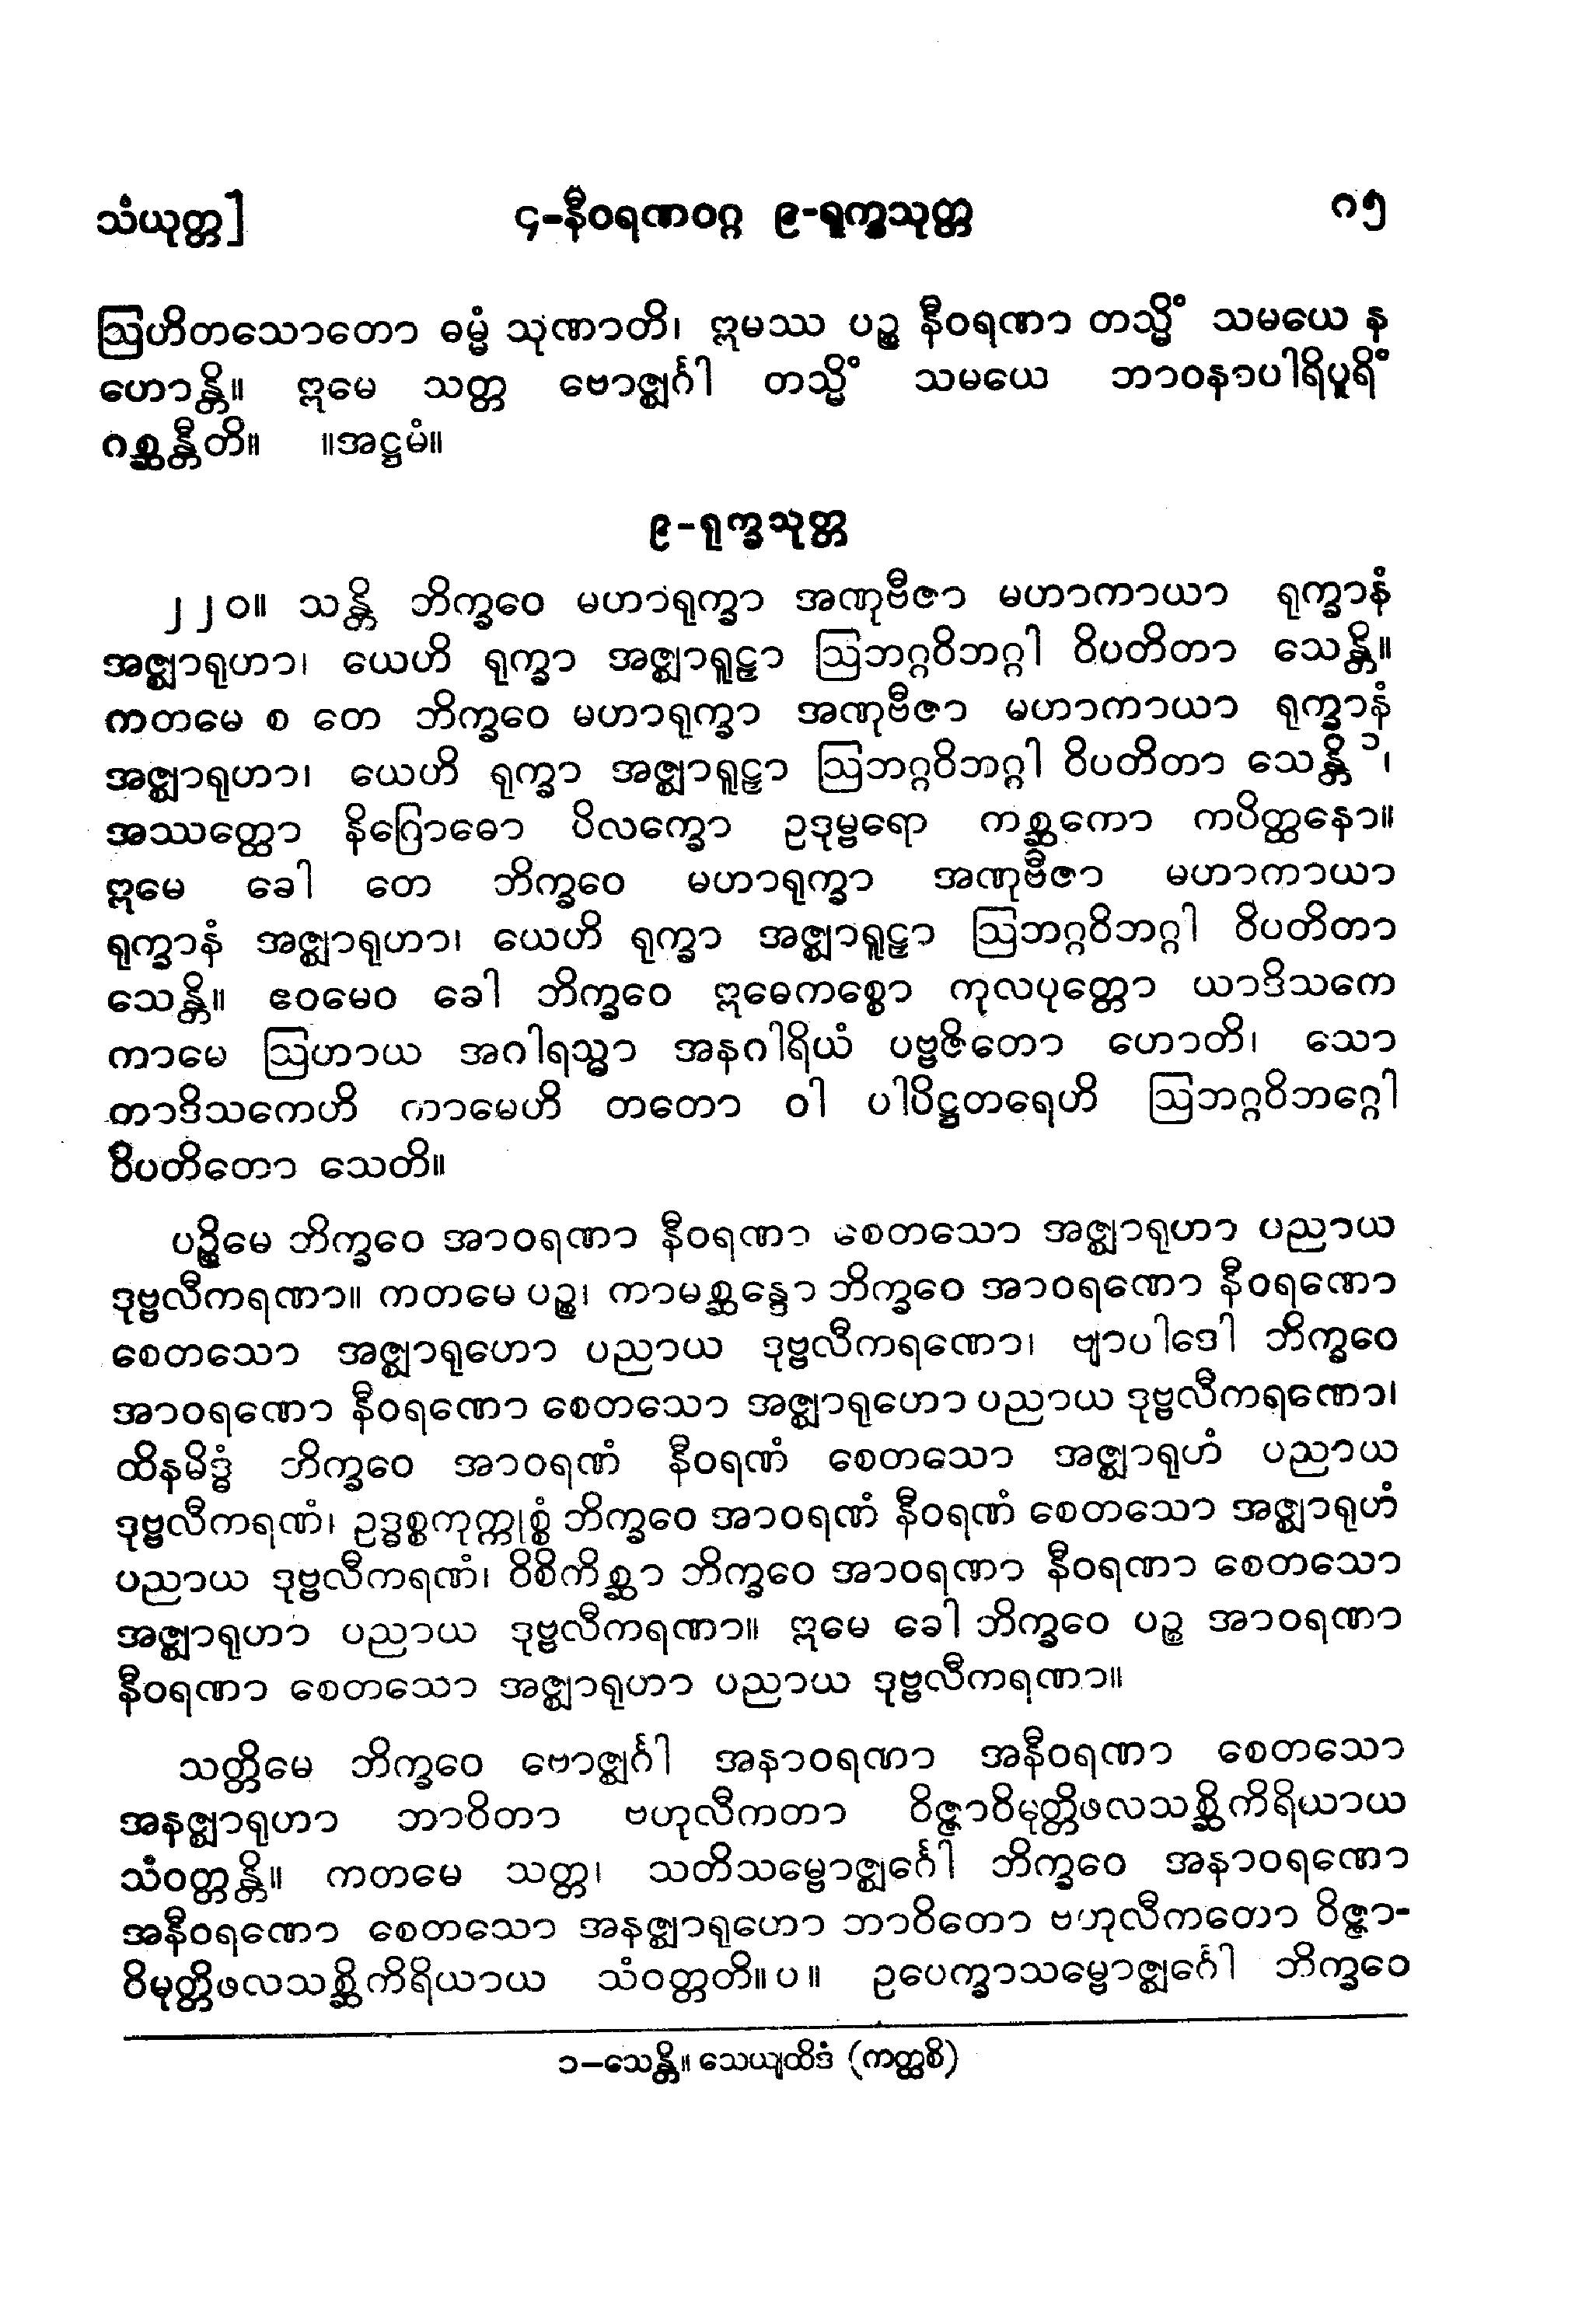 သံယုတ္တ]
၄-နီဝရဏဝဂ္ဂ ၉-ရုက္ခသုတ္တ
ဂ၅
ဩဟိတသောတော ဓမ္မံ သုဏာတိ၊ ဣမဿ ပဉ္စ နီဝရဏာ တသ္မိံ သမယေ န
ဟောန္တိ။ ဣမေ သတ္တ ဗောဇ္ဈင်္ဂါ တသ္မိံ သမယေ ဘာဝနာပါရိပူရိံ
ဂစ္ဆန္တီတိ။ ။အဋ္ဌမံ။
၉-ရုက္ခသုတ္တ
၂၂၀။ သန္တိ ဘိက္ခဝေ မဟာရုက္ခာ အဏုဗီဇာ မဟာကာယာ ရုက္ခာနံ
အဇ္ဈာရုဟာ၊ ယေဟိ ရုက္ခာ အဇ္ဈာရူဠှာ ဩဘဂ္ဂဝိဘဂ္ဂါ ဝိပတိတာ သေန္တိ။
ကတမေ စ တေ ဘိက္ခဝေ မဟာရုက္ခာ အဏုဗီဇာ မဟာကာယာ ရုက္ခာနံ
အဇ္ဈာရုဟာ၊ ယေဟိ ရုက္ခာ အဇ္ဈာရူဠှာ ဩဘဂ္ဂဝိဘဂ္ဂါ ဝိပတိတာ သေန္တိ ၁၊
အဿတ္ထော နိဂြောဓော ပိလက္ခော ဥဒုမ္ဗရော ကစ္ဆကော ကပိတ္ထနော။
ဣမေ ခေါ တေ ဘိက္ခဝေ မဟာရုက္ခာ အဏုဗီဇာ မဟာကာယာ
ရုက္ခာနံ အဇ္ဈာရုဟာ၊ ယေဟိ ရုက္ခာ အဇ္ဈာရူဠှာ ဩဘဂ္ဂဝိဘဂ္ဂါ ဝိပတိတာ
သေန္တိ။ ဧဝမေဝ ခေါ ဘိက္ခဝေ ဣဓေကစ္စော ကုလပုတ္တော ယာဒိသကေ
ကာမေ ဩဟာယ အဂါရသ္မာ အနဂါရိယံ ပဗ္ဗဇိတော ဟောတိ၊ သော
တာဒိသကေဟိ ကာမေဟိ တတော ဝါ ပါပိဋ္ဌတရေဟိ ဩဘဂ္ဂဝိဘဂ္ဂေါ
ဝိပတိတော သေတိ။
ပဉ္စိမေ ဘိက္ခဝေ အာဝရဏာ နီဝရဏာ စေတသော အဇ္ဈာရုဟာ ပညာယ
ဒုဗ္ဗလီကရဏာ။ ကတမေ ပဉ္စ၊ ကာမစ္ဆန္ဒော ဘိက္ခဝေ အာဝရဏော နီဝရဏော
စေတသော အဇ္ဈာရုဟော ပညာယ ဒုဗ္ဗလီကရဏော၊ ဗျာပါဒေါ ဘိက္ခဝေ
အာဝရဏော နီဝရဏော စေတသော အဇ္ဈာရုဟော ပညာယ ဒုဗ္ဗလီကရဏော၊
ထိနမိဒ္ဓံ ဘိက္ခဝေ အာဝရဏံ နီဝရဏံ စေတသော အဇ္ဈာရုဟံ ပညာယ
ဒုဗ္ဗလီကရဏံ၊ ဥဒ္ဓစ္စကုက္ကုစ္စံ ဘိက္ခဝေ အာဝရဏံ နီဝရဏံ စေတသော အဇ္ဈာရုဟံ
ပညာယ ဒုဗ္ဗလီကရဏံ၊ ဝိစိကိစ္ဆာ ဘိက္ခဝေ အာဝရဏာ နီဝရဏာ စေတသော
အဇ္ဈာရုဟာ ပညာယ ဒုဗ္ဗလီကရဏာ။ ဣမေ ခေါ ဘိက္ခဝေ ပဉ္စ အာဝရဏာ
နီဝရဏာ စေတသော အဇ္ဈာရုဟာ ပညာယ ဒုဗ္ဗလီကရဏာ။
သတ္တိမေ ဘိက္ခဝေ ဗောဇ္ဈင်္ဂါ အနာဝရဏာ အနီဝရဏာ စေတသော
အနဇ္ဈာရုဟာ ဘာဝိတာ ဗဟုလီကတာ ဝိဇ္ဇာဝိမုတ္တိဖလသစ္ဆိကိရိယာယ
သံဝတ္တန္တိ။ ကတမေ သတ္တ၊ သတိသမ္ဗောဇ္ဈင်္ဂေါ ဘိက္ခဝေ အနာဝရဏော
အနီဝရဏော စေတသော အနဇ္ဈာရုဟော ဘာဝိတော ဗဟုလီကတော ဝိဇ္ဇာ-
ဝိမုတ္တိဖလသစ္ဆိကိရိယာယ သံဝတ္တတိ။ပ။ ဥပေက္ခာသမ္ဗောဇ္ဈင်္ဂေါ ဘိက္ခဝေ
၁–သေန္တိ။ သေယျထိဒံ (ကတ္ထစိ)